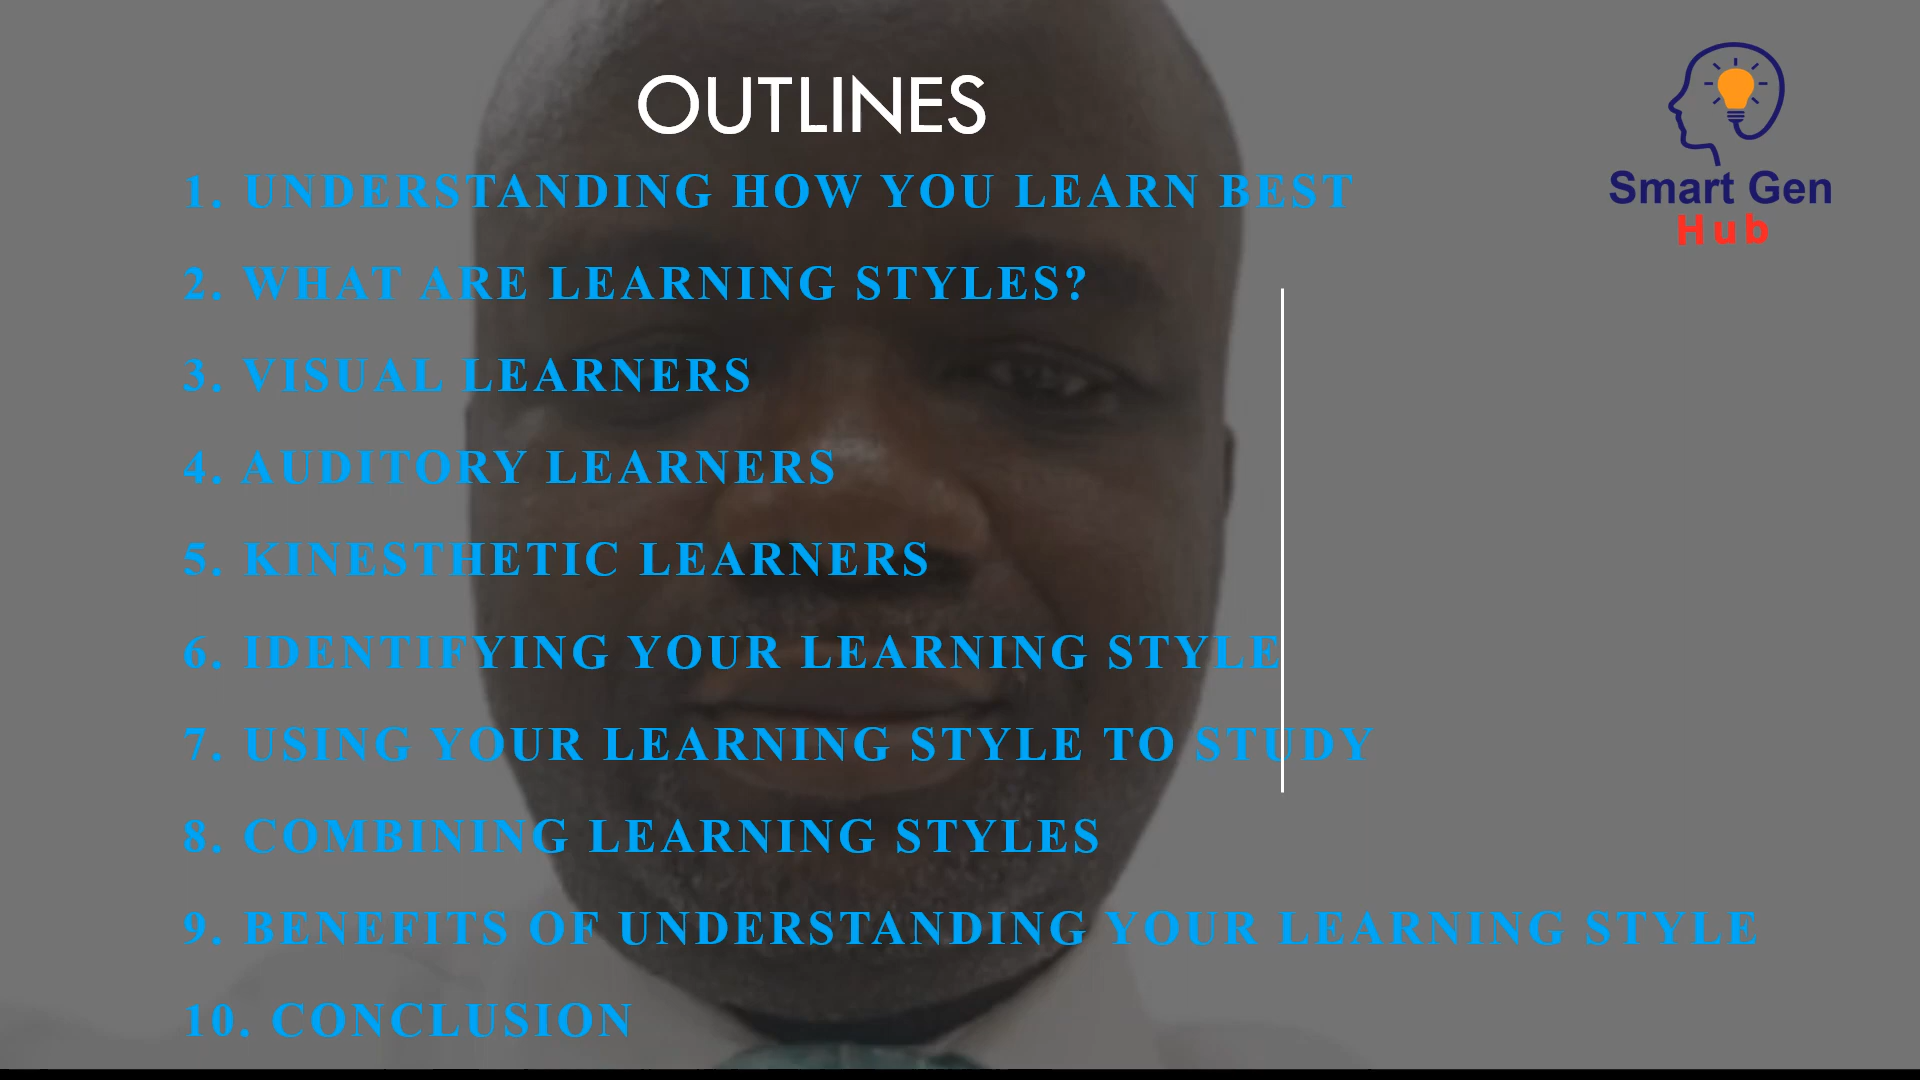 OUTLINES
Smart Gen
Hub
1. UNDERSTANDING HOW YOU LEARN BEST
2. WHAT ARE LEARNING STYLES?
3. VISUAL LEARNERS
4. AUDITORY LEARNERS
5. KINESTHETIC LEARNERS
6. IDENTIFYING YOUR LEARNING STYLE
7. USING YOUR LEARNING STYLE TO STUDY
8. COMBINING LEARNING STYLES
9. BENEFITS OF UNDERSTANDING YOUR LEARNING STYLE
10. CONCLUSION